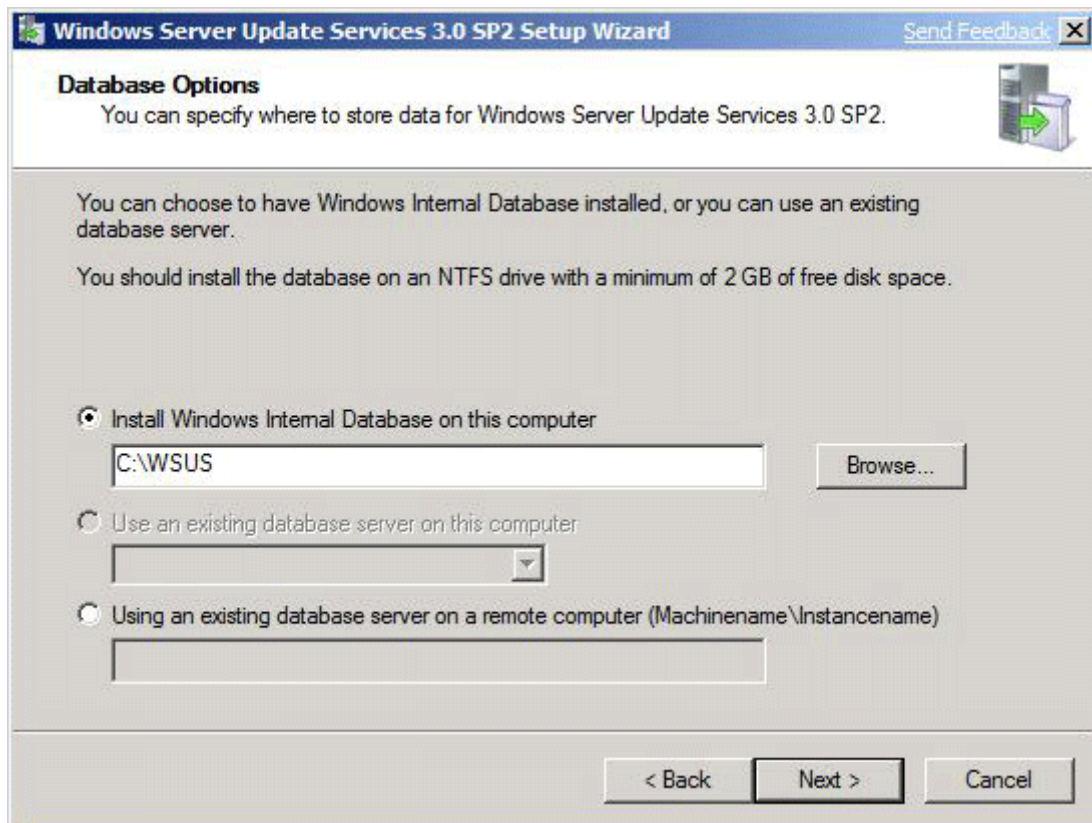 Windows Server Update Services 3.0 SP2 Setup Wizard
Send Feedback
Database Options
You can specify where to store data for Windows Server Update Services 3.0 SP2.
You can choose to have Windows Internal Database installed, or you can use an existing
database server.
You should install the database on an NTFS drive with a minimum of 2 GB of free disk space.
Install Windows Internal Database on this computer
C:\WSUS
Browse...
Use an existing database server on this computer
Using an existing database server on a remote computer (Machinename\Instancename)
< Back
Next >
Cancel